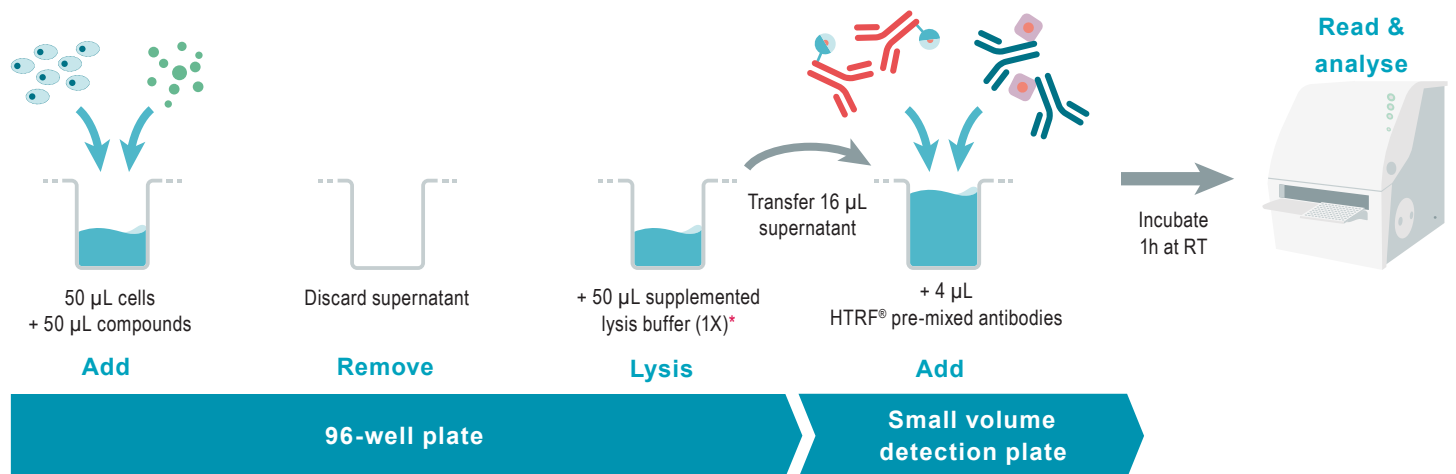 50 µL cells
+ 50 µL compounds
Add
Discard supernatant
Remove
+ 50 µL supplemented
lysis buffer (1X)*
Lysis
Transfer 16 µL
supernatant
+ 4 µL
HTRF® pre-mixed antibodies
Add
Incubate
1h at RT
Read &
analyse
96-well plate
Small volume
detection plate